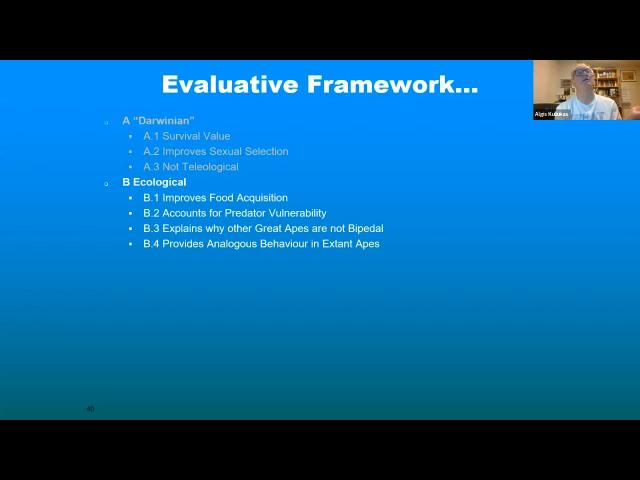 Evaluative Framework...
Algis Kuliukas
A “Darwinian”
A.1 Survival Value
A.2 Improves Sexual Selection
A.3 Not Teleological
B Ecological
B.1 Improves Food Acquisition
B.2 Accounts for Predator Vulnerability
B.3 Explains why other Great Apes are not Bipedal
B.4 Provides Analogous Behaviour in Extant Apes
40